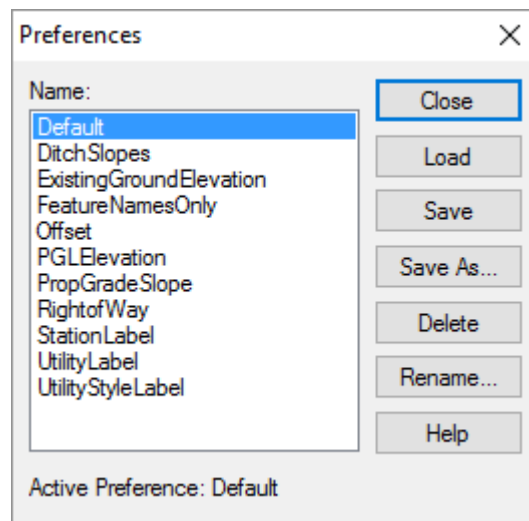 Preferences
Name:
Default
DitchSlopes
ExistingGroundElevation
FeatureNamesOnly
Offset
PGLElevation
PropGradeSlope
RightofWay
StationLabel
UtilityLabel
UtilityStyleLabel
Close
Load
Save
Save As...
Delete
Rename...
Help
Active Preference: Default